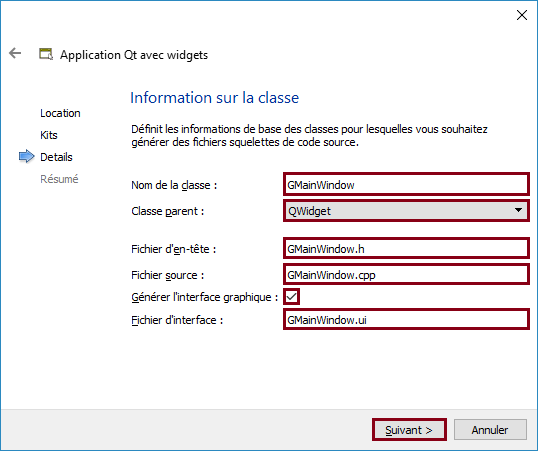 Application Qt avec widgets
Information sur la classe
Location
Kits
Details
Résumé
Définit les informations de base des classes pour lesquelles vous souhaitez
générer des fichiers squelettes de code source.
Nom de la classe : GMainWindow
Classe parent : QWidget
Fichier d'en-tête : GMainWindow.h
Fichier source : GMainWindow.cpp
Générer l'interface graphique :
Fichier d'interface : GMainWindow.ui
Suivant > Annuler